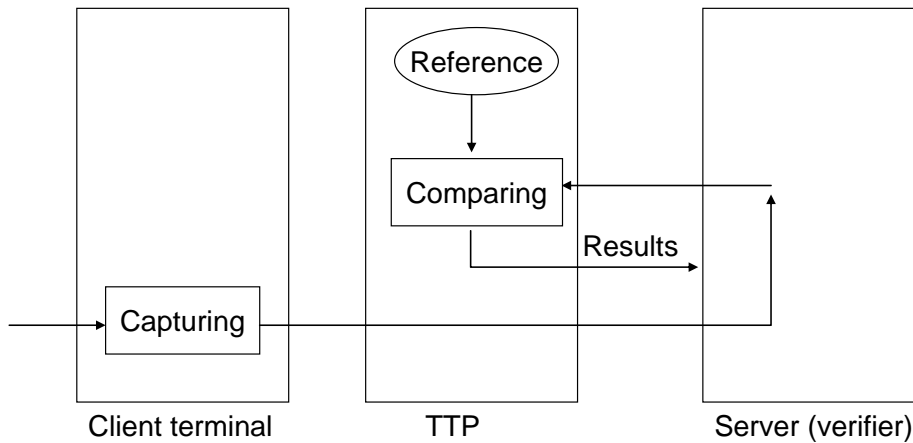 Reference
Comparing
Results
Capturing
Client terminal
TTP
Server (verifier)